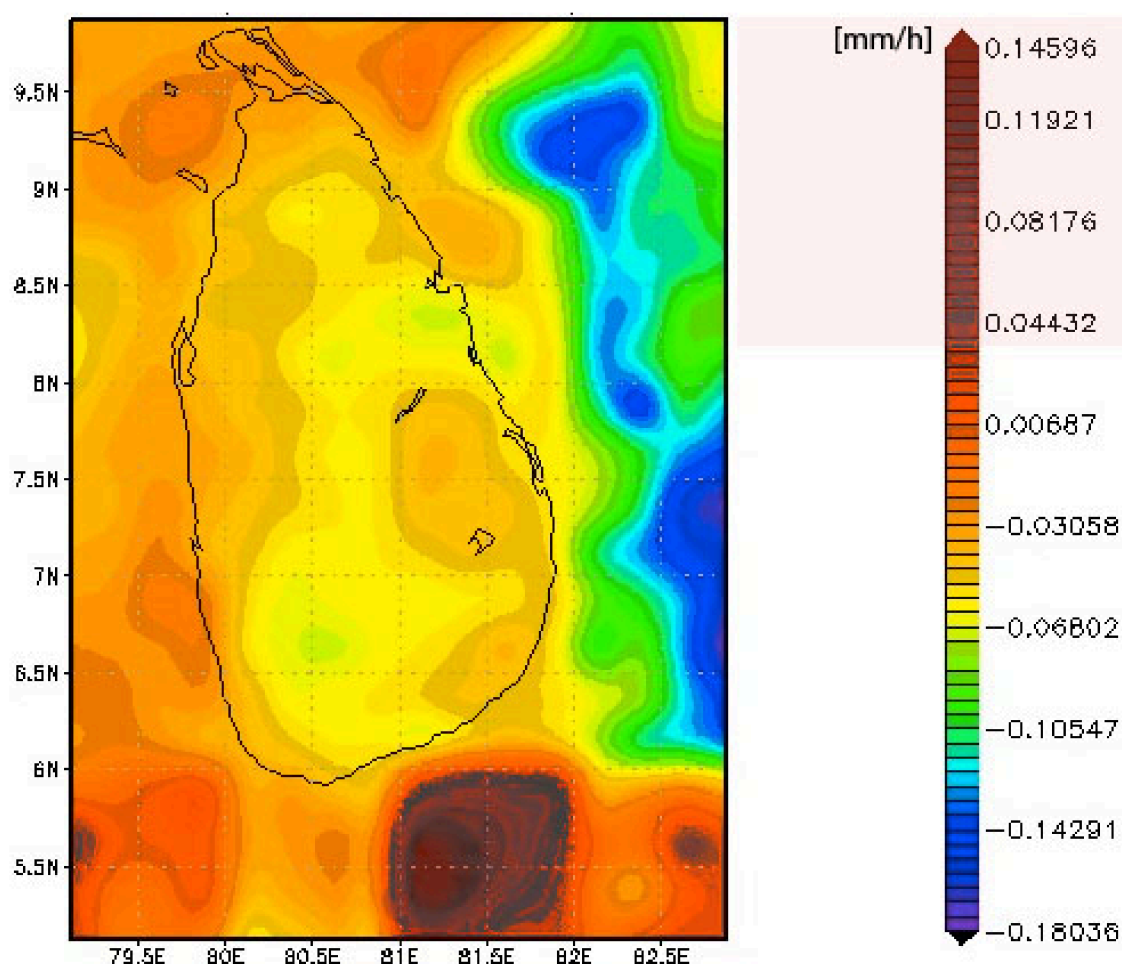 [mm/h]
0.14596
0.11921
0.08176
0.04432
0.00687
−0.03058
−0.06802
−0.10547
−0.14291
−0.18036
9.5N
9N
8.5N
8N
7.5N
7N
6.5N
6N
5.5N
79.5E 80E 80.5E 81E 81.5E 82E 82.5E